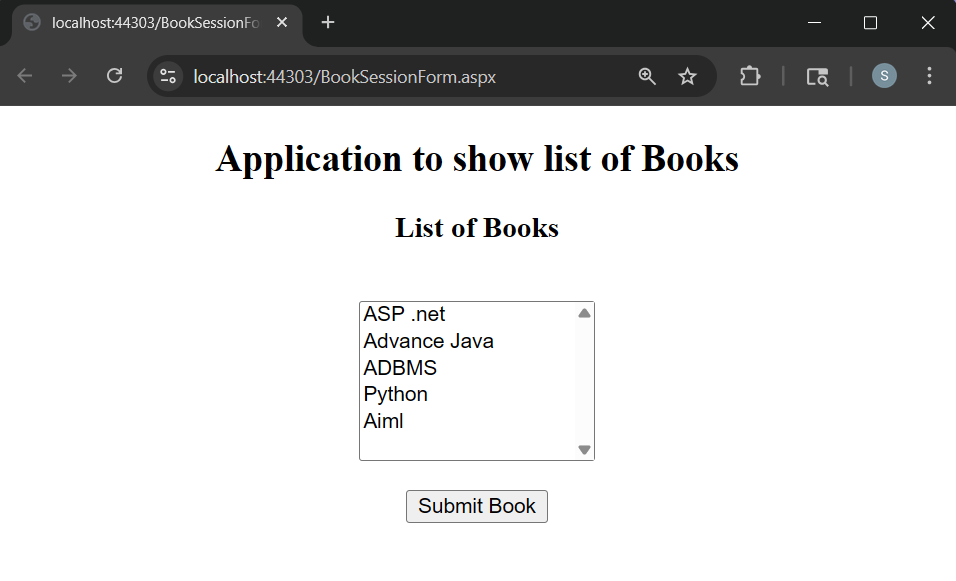 localhost:44303/BookSessionFo
localhost:44303/BookSessionForm.aspx
S
Application to show list of Books
List of Books
ASP .net
Advance Java
ADBMS
Python
Aiml
Submit Book